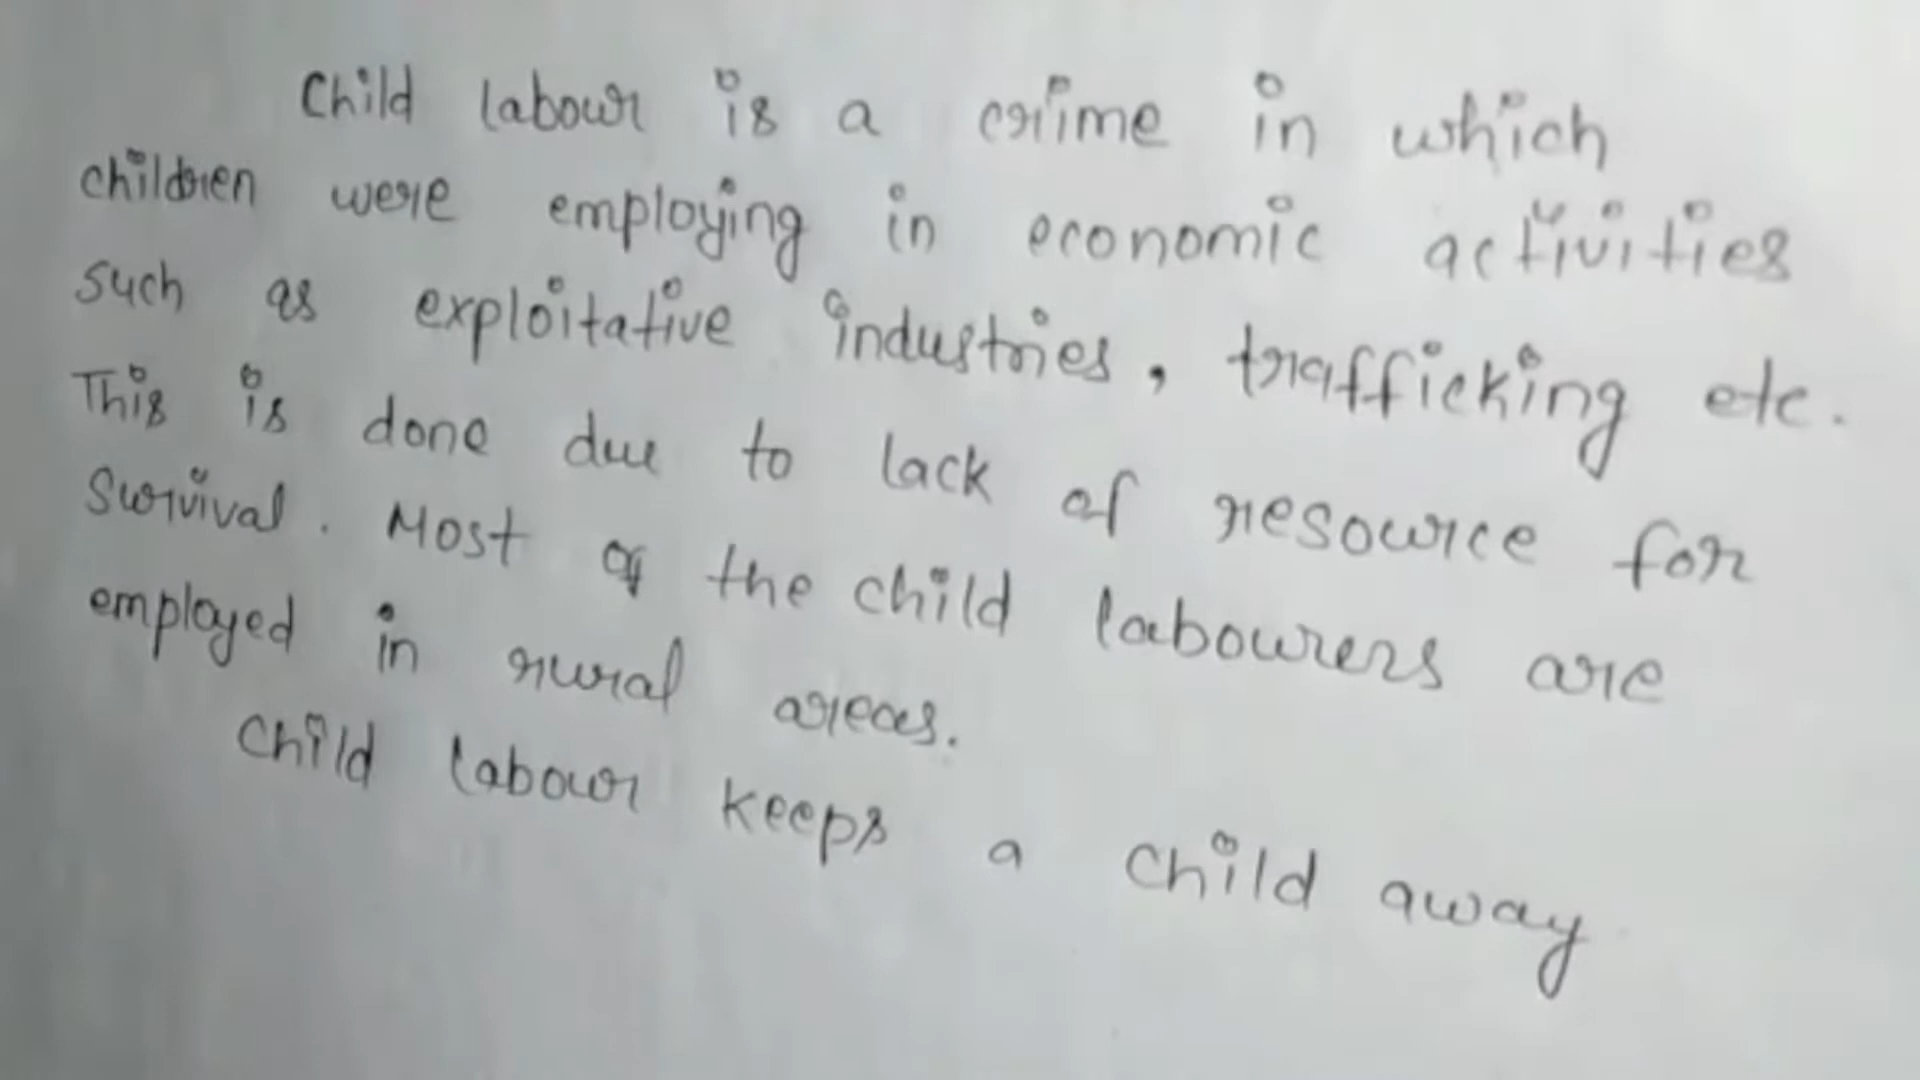 Child labour is a crime in which
children were employing in economic activities
such as exploitative industries, trafficking etc.
This is done due to lack of resource for
Survival. Most of the child labourers are
employed in rural areas.
Child labour keeps a child away